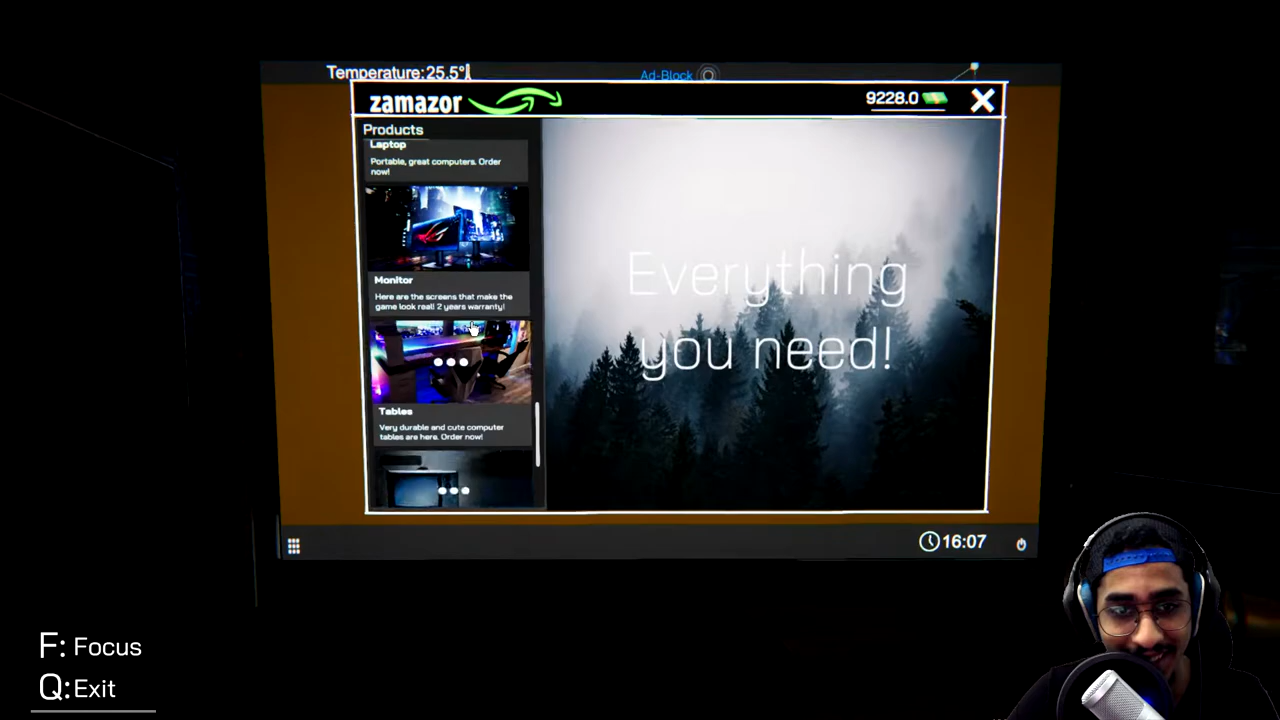 Temperature:25.5°
Ad-Block
zamazor
9228.0
Products
Laptop
Portable, great computers. Order
now!
Everything
you need!
Monitor
Here are the screens that make the
game look real! 2 years warranty!
Tables
Very durable and cute computer
tables are here. Order now!
16:07
F: Focus
Q:Exit